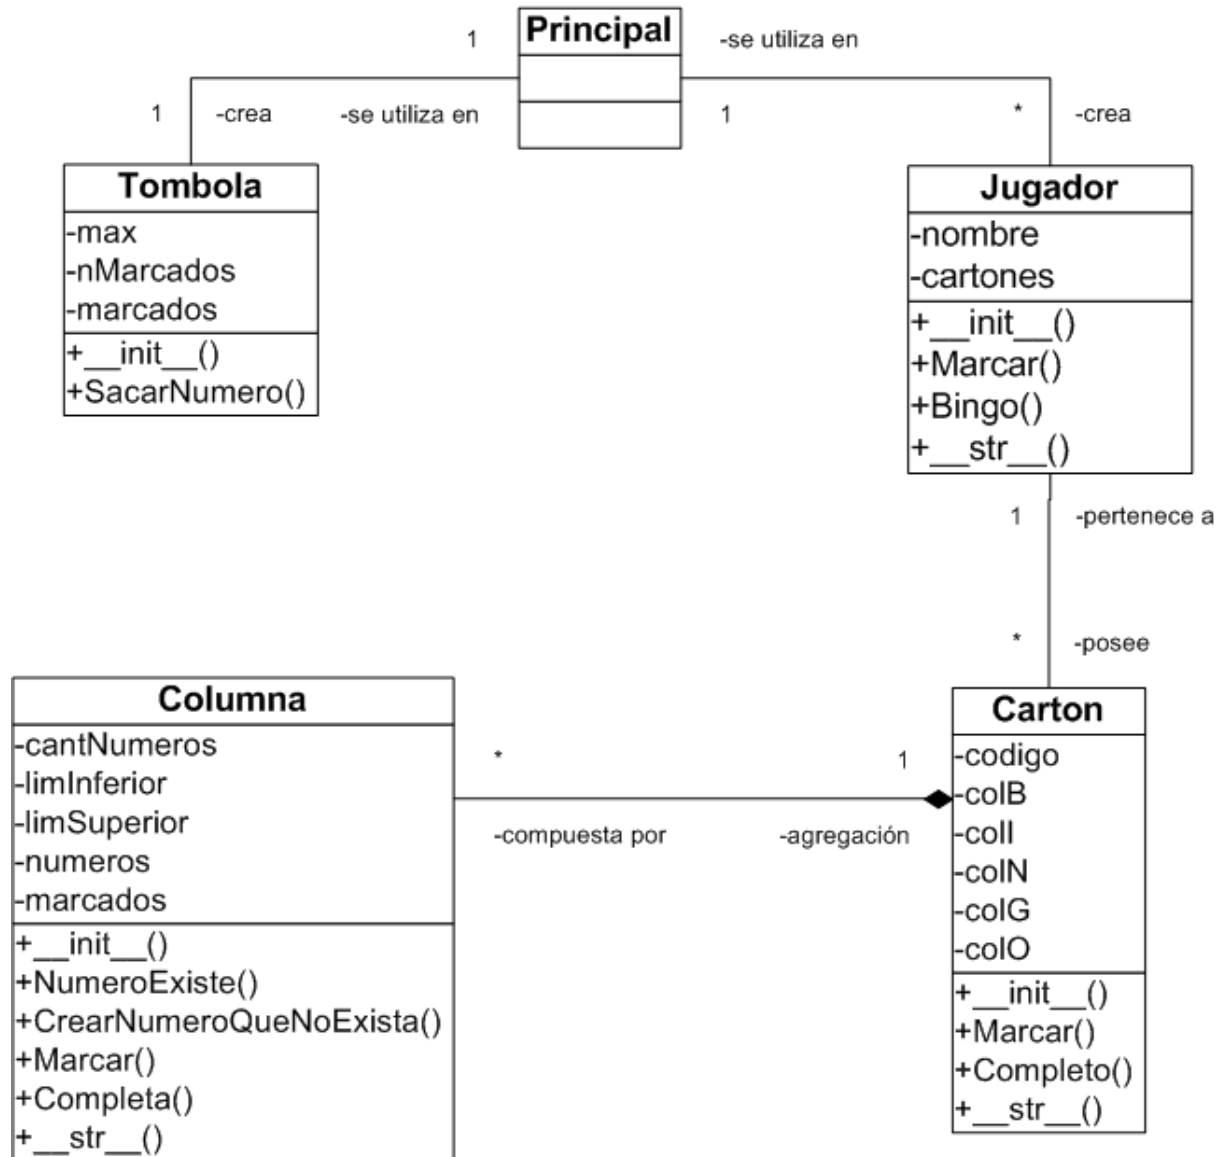 Principal
1
-se utiliza en
1
-crea
-se utiliza en
1
*
-crea
Tombola
-max
-nMarcados
-marcados
+__init__()
+SacarNumero()
Jugador
-nombre
-cartones
+__init__()
+Marcar()
+Bingo()
+__str__()
1
-pertenece a
*
-posee
Columna
-cantNumeros
-limInferior
-limSuperior
-numeros
-marcados
+__init__()
+NumeroExiste()
+CrearNumeroQueNoExista()
+Marcar()
+Completa()
+__str__()
*
1
-compuesta por
-agregación
Carton
-codigo
-colB
-colI
-colN
-colG
-colO
+__init__()
+Marcar()
+Completo()
+__str__()